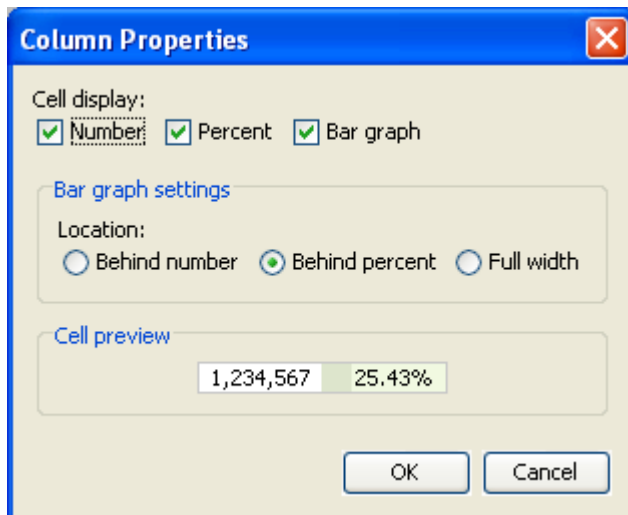 Column Properties
Cell display:
Number Percent Bar graph
Bar graph settings
Location:
Behind number Behind percent Full width
Cell preview
1,234,567 25.43%
OK Cancel